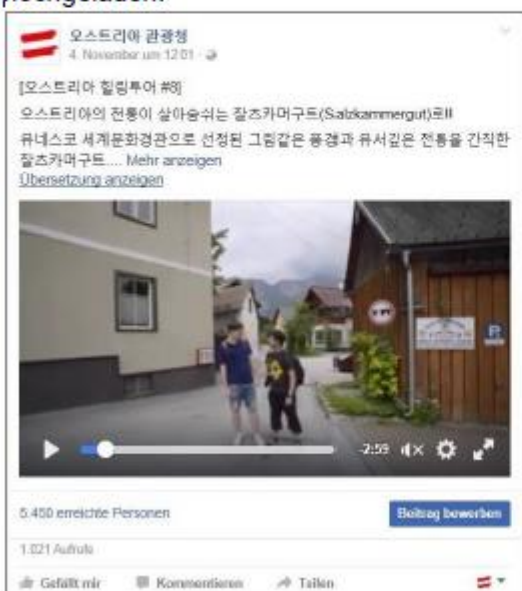 hochgeladen.
오스트리아 관광청
4. November um 12:01
[오스트리아 힐링투어 #8]
오스트리아의 전통이 살아숨쉬는 잘츠카머구트(Salzkammergut)로!!
유네스코 세계문화경관으로 선정된 그림같은 풍경과 유서깊은 전통을 간직한
잘츠카머구트.... Mehr anzeigen
Übersetzung anzeigen
P
-2:59
5.450 erreichte Personen
Beitrag bewerben
1.021 Aufrufe
Gefällt mir Kommentieren Teilen